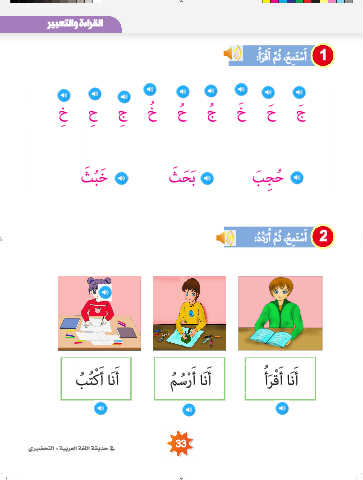 القراءة والتعبير
1 أَسْتَمِعُ، ثُمَّ أَقْرَأُ:
جَ حَ خَ جُ حُ خُ جِ حِ خِ
حُجِبَ بَحَثَ خَبُثَ
2 أَسْتَمِعُ، ثُمَّ أُرَدِّدُ:
أَنَا أَقْرَأُ أَنَا أَرْسُمُ أَنَا أَكْتُبُ
33
في حديقة اللغة العربية - التحضيري